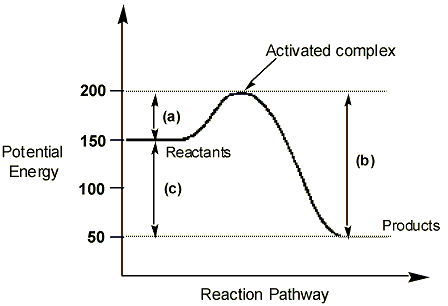 Activated complex
200
(a)
150
Reactants
Potential
Energy
(b)
100
(c)
Products
50
Reaction Pathway